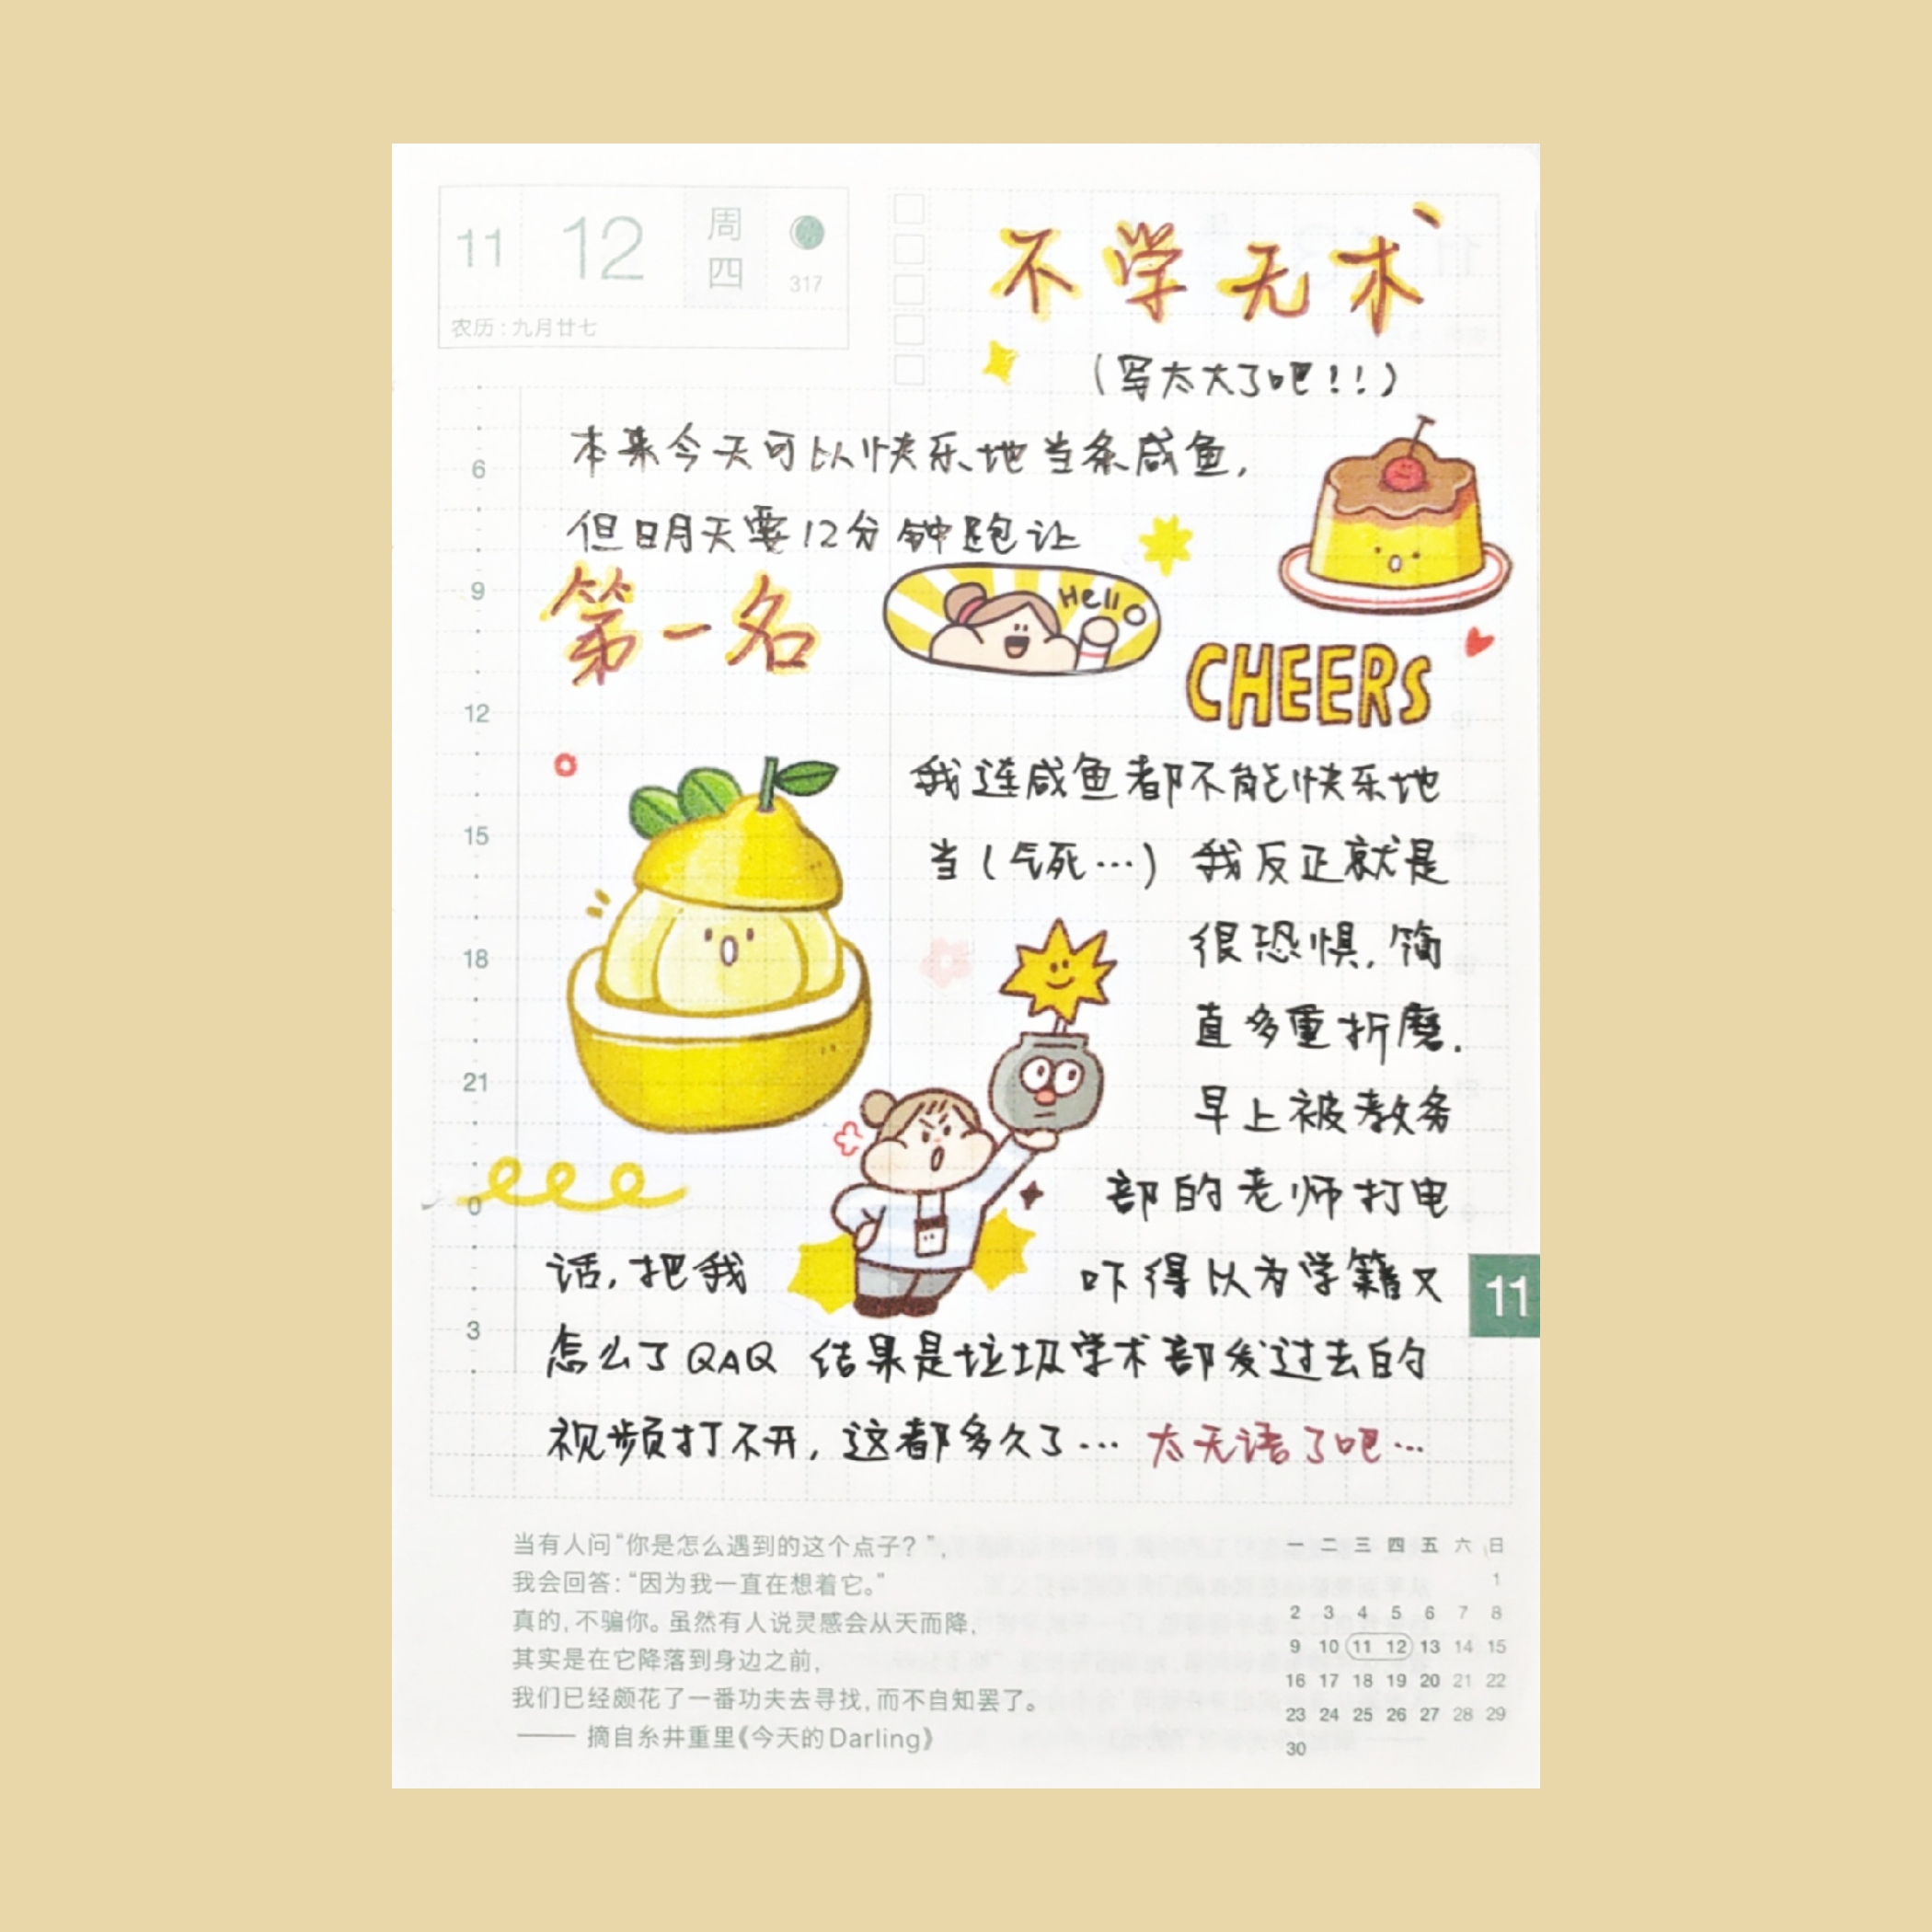 11 12 周四
317
农历：九月廿七
不学无术
（写太大了吧！！）
本来今天可以快乐地当条咸鱼，
但明天要12分钟跑让
第一名
Hello
CHEERS
我连咸鱼都不能快乐地
当（气死…）我反正就是
很恐惧，简
直多重折磨.
早上被教务
部的老师打电
话，把我 吓得以为学籍又
怎么了QAQ 结果是垃圾学术部发过去的
视频打不开，这都多久了… 太无语了吧…
6
9
12
15
18
21
0
3
11
当有人问“你是怎么遇到的这个点子？”，
我会回答：“因为我一直在想着它。”
真的，不骗你。虽然有人说灵感会从天而降，
其实是在它降落到身边之前，
我们已经颇花了一番功夫去寻找，而不自知罢了。
—— 摘自糸井重里《今天的Darling》
一 二 三 四 五 六 日
1
2 3 4 5 6 7 8
9 10 11 12 13 14 15
16 17 18 19 20 21 22
23 24 25 26 27 28 29
30